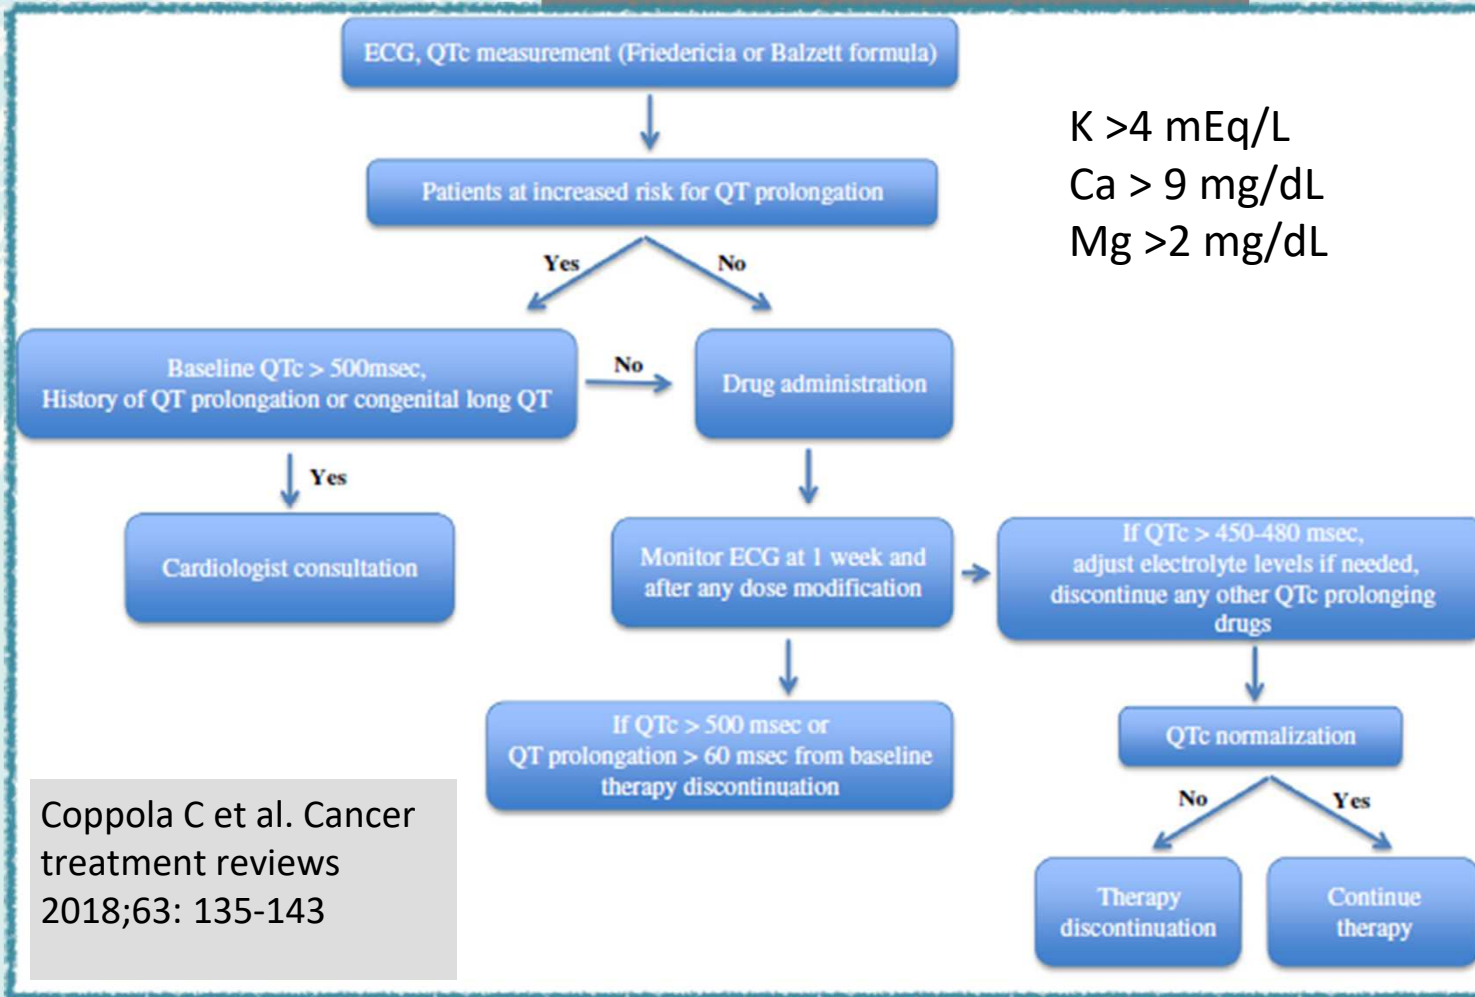 ECG, QTc measurement (Friedericia or Balzett formula)
K >4 mEq/L
Ca > 9 mg/dL
Mg >2 mg/dL
Patients at increased risk for QT prolongation
Yes
No
Baseline QTc > 500msec,
History of QT prolongation or congenital long QT
No
Drug administration
Yes
Cardiologist consultation
Monitor ECG at 1 week and
after any dose modification
If QTc > 450-480 msec,
adjust electrolyte levels if needed,
discontinue any other QTc prolonging
drugs
If QTc > 500 msec or
QT prolongation > 60 msec from baseline
therapy discontinuation
QTc normalization
No
Yes
Therapy
discontinuation
Continue
therapy
Coppola C et al. Cancer
treatment reviews
2018;63: 135-143